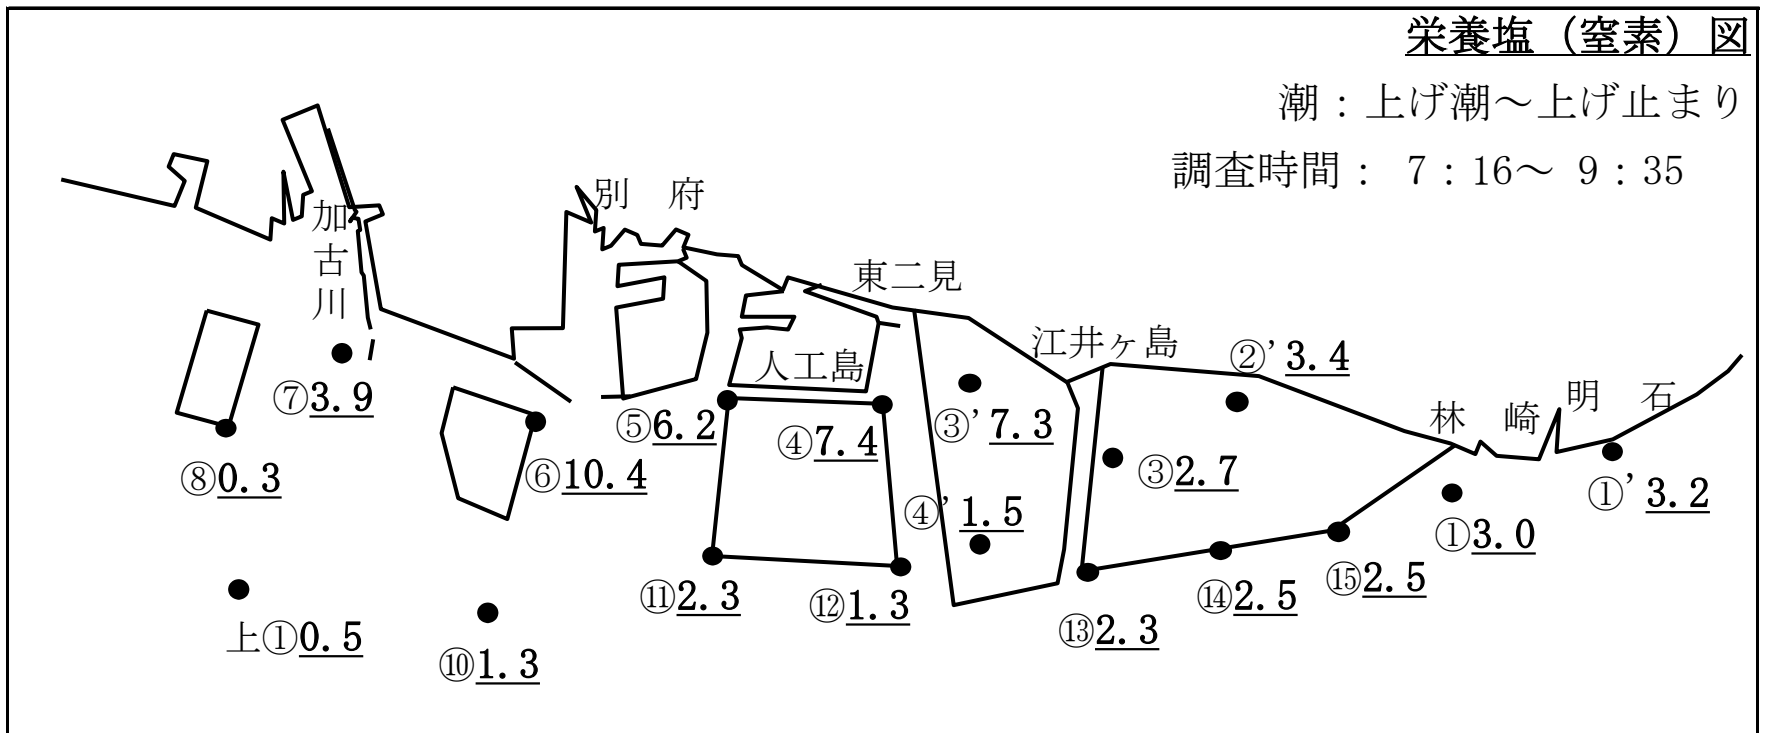 栄養塩（窒素）図
潮：上げ潮～上げ止まり
調査時間： 7：16～ 9：35
加古川
別 府
東二見
人工島
江井ヶ島
林 崎
明 石
②' 3.4
⑦3.9
⑤6.2
④7.4
③' 7.3
⑧0.3
⑥10.4
③2.7
④' 1.5
①3.0
①' 3.2
⑪2.3
⑫1.3
⑬2.3
⑭2.5
⑮2.5
上①0.5
⑩1.3